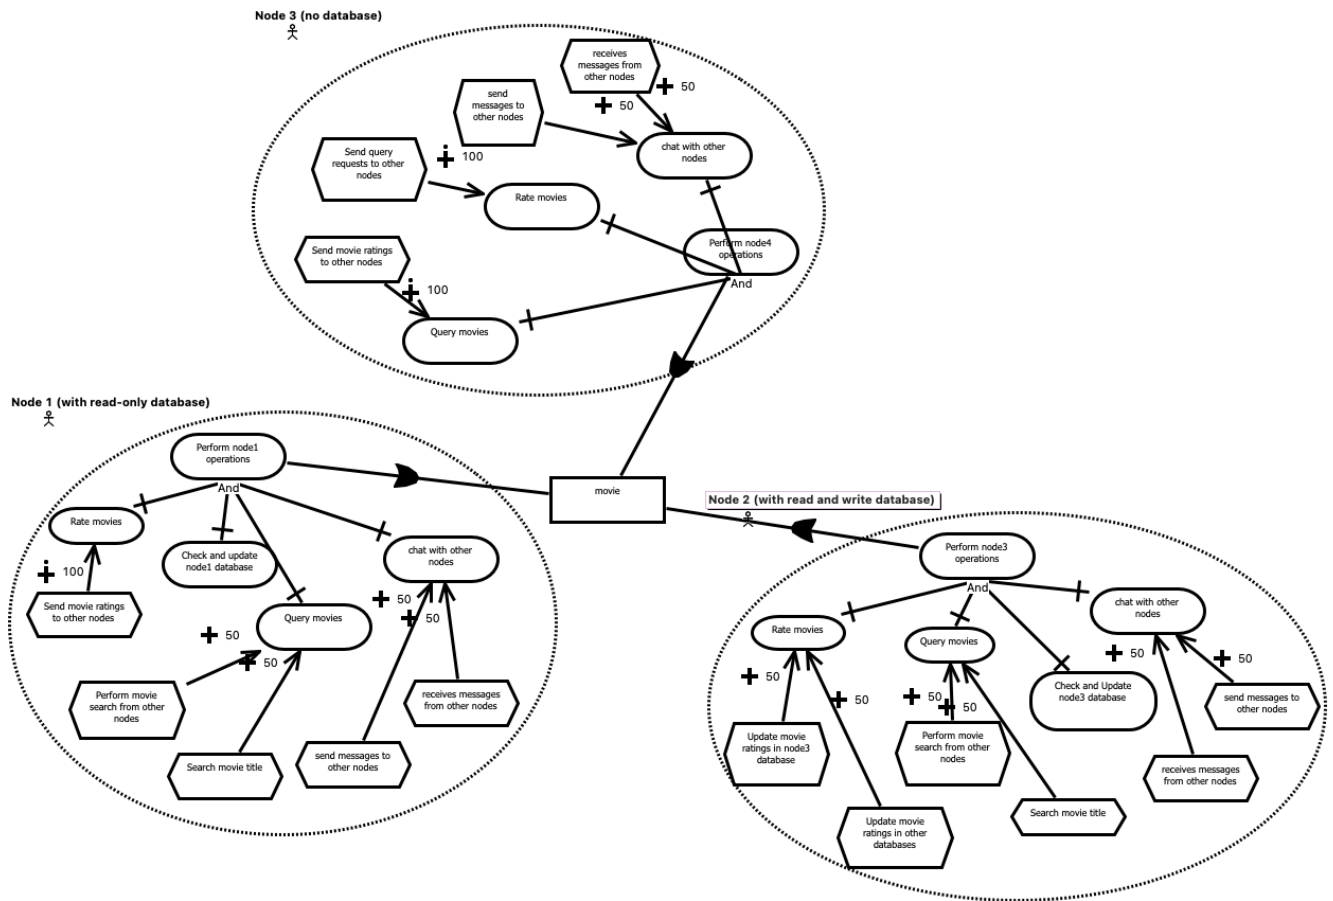 Node 3 (no database)
receives
messages from
other nodes
50
50
send
messages to
other nodes
chat with other
nodes
Send query
requests to other
nodes
100
Rate movies
Send movie ratings
to other nodes
Perform node4
operations
And
100
Query movies
Node 1 (with read-only database)
Perform node1
operations
And
Rate movies
Check and update
node1 database
chat with other
nodes
100
Send movie ratings
to other nodes
Query movies
50
50
50
50
Perform movie
search from other
nodes
receives messages
from other nodes
Search movie title
send messages to
other nodes
movie
Node 2 (with read and write database)
Perform node3
operations
And
Rate movies
Query movies
chat with other
nodes
Check and Update
node3 database
50
50
50
50
50
50
send messages to
other nodes
Update movie
ratings in node3
database
Perform movie
search from other
nodes
receives messages
from other nodes
Update movie
ratings in other
databases
Search movie title